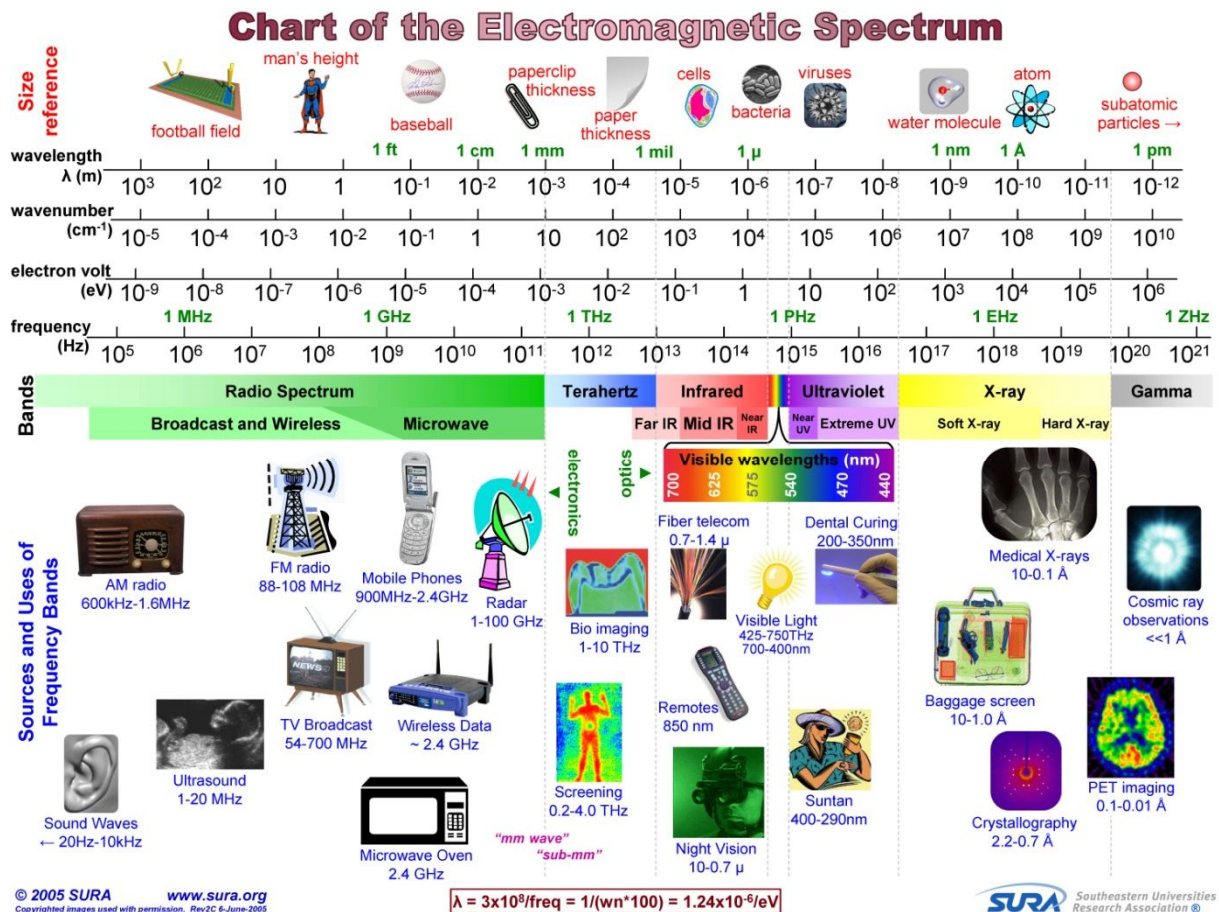 Chart of the Electromagnetic Spectrum
Size
reference
football field
man's height
baseball
paperclip
thickness
paper
thickness
cells
bacteria
viruses
water molecule
atom
subatomic
particles →
wavelength
λ (m)
1 ft 1 cm 1 mm 1 mil 1 µ 1 nm 1 Å 1 pm
10³ 10² 10 1 10⁻¹ 10⁻² 10⁻³ 10⁻⁴ 10⁻⁵ 10⁻⁶ 10⁻⁷ 10⁻⁸ 10⁻⁹ 10⁻¹⁰ 10⁻¹¹ 10⁻¹²
wavenumber
(cm⁻¹)
10⁻⁵ 10⁻⁴ 10⁻³ 10⁻² 10⁻¹ 1 10 10² 10³ 10⁴ 10⁵ 10⁶ 10⁷ 10⁸ 10⁹ 10¹⁰
electron volt
(eV)
10⁻⁹ 10⁻⁸ 10⁻⁷ 10⁻⁶ 10⁻⁵ 10⁻⁴ 10⁻³ 10⁻² 10⁻¹ 1 10 10² 10³ 10⁴ 10⁵ 10⁶
frequency
(Hz)
1 MHz 1 GHz 1 THz 1 PHz 1 EHz 1 ZHz
10⁵ 10⁶ 10⁷ 10⁸ 10⁹ 10¹⁰ 10¹¹ 10¹² 10¹³ 10¹⁴ 10¹⁵ 10¹⁶ 10¹⁷ 10¹⁸ 10¹⁹ 10²⁰ 10²¹
Bands
Radio Spectrum Terahertz Infrared Ultraviolet X-ray Gamma
Broadcast and Wireless Microwave Far IR Mid IR Near IR Near UV Extreme UV Soft X-ray Hard X-ray
electronics
optics
Visible wavelengths (nm)
700 625 575 540 470 440
Sources and Uses of
Frequency Bands
AM radio
600kHz-1.6MHz
FM radio
88-108 MHz
Mobile Phones
900MHz-2.4GHz
Radar
1-100 GHz
Bio imaging
1-10 THz
Fiber telecom
0.7-1.4 µ
Visible Light
425-750THz
700-400nm
Dental Curing
200-350nm
Medical X-rays
10-0.1 Å
Cosmic ray
observations
<<1 Å
NEWS
TV Broadcast
54-700 MHz
Wireless Data
~ 2.4 GHz
Screening
0.2-4.0 THz
Remotes
850 nm
Baggage screen
10-1.0 Å
Sound Waves
← 20Hz-10kHz
Ultrasound
1-20 MHz
Microwave Oven
2.4 GHz
"mm wave"
"sub-mm"
Night Vision
10-0.7 µ
Suntan
400-290nm
Crystallography
2.2-0.7 Å
PET imaging
0.1-0.01 Å
© 2005 SURA www.sura.org
Copyrighted images used with permission. Rev2C 6-June-2005
λ = 3x10⁸/freq = 1/(wn*100) = 1.24x10⁻⁶/eV
SURA Southeastern Universities
Research Association ®